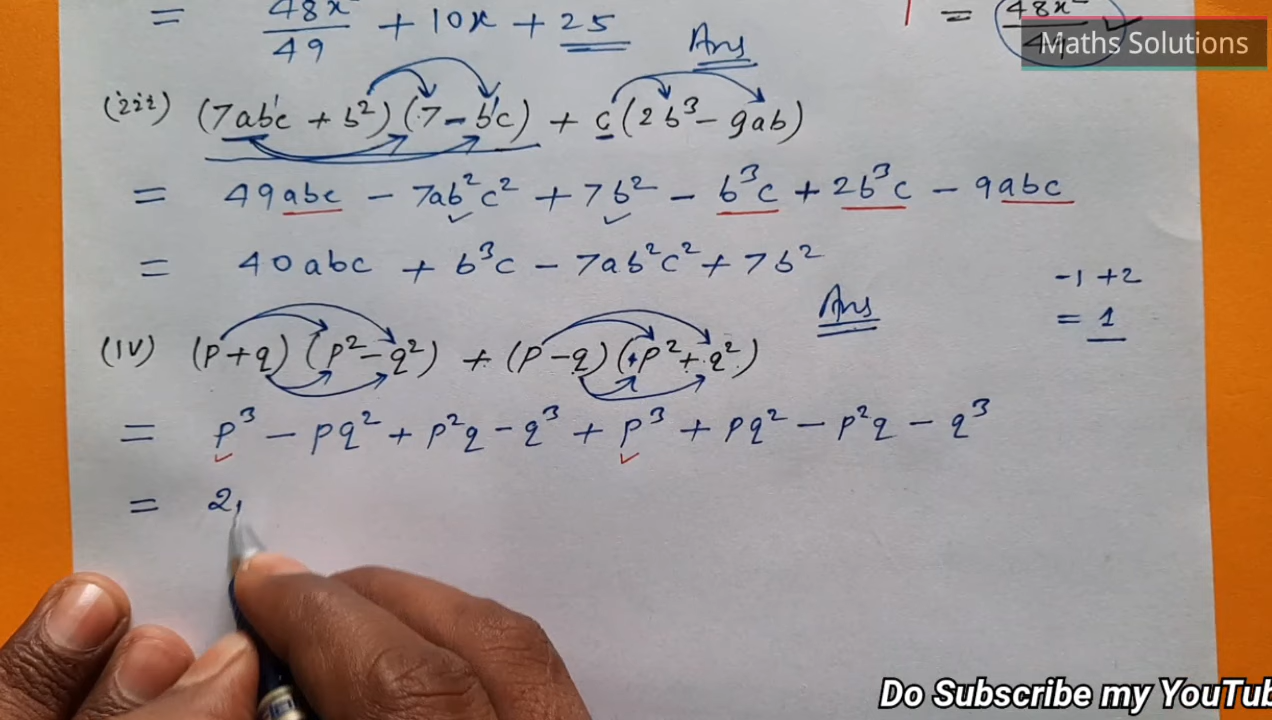 = 48x² / 49 + 10x + 25 Ans
= 48x² / 49
Maths Solutions
(iii) (7abc + b²)(7 - bc) + c(2b³ - 9ab)
= 49abc - 7ab²c² + 7b² - b³c + 2b³c - 9abc
= 40abc + b³c - 7ab²c² + 7b² Ans
-1 +2
= 1
(IV) (p+q)(p² - q²) + (p - q)(+p² + q²)
= p³ - pq² + p²q - q³ + p³ + pq² - p²q - q³
= 2
Do Subscribe my YouTub